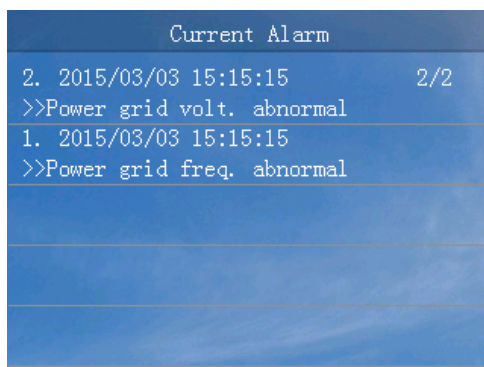 Current Alarm
2. 2015/03/03 15:15:15 2/2
>>Power grid volt. abnormal
1. 2015/03/03 15:15:15
>>Power grid freq. abnormal